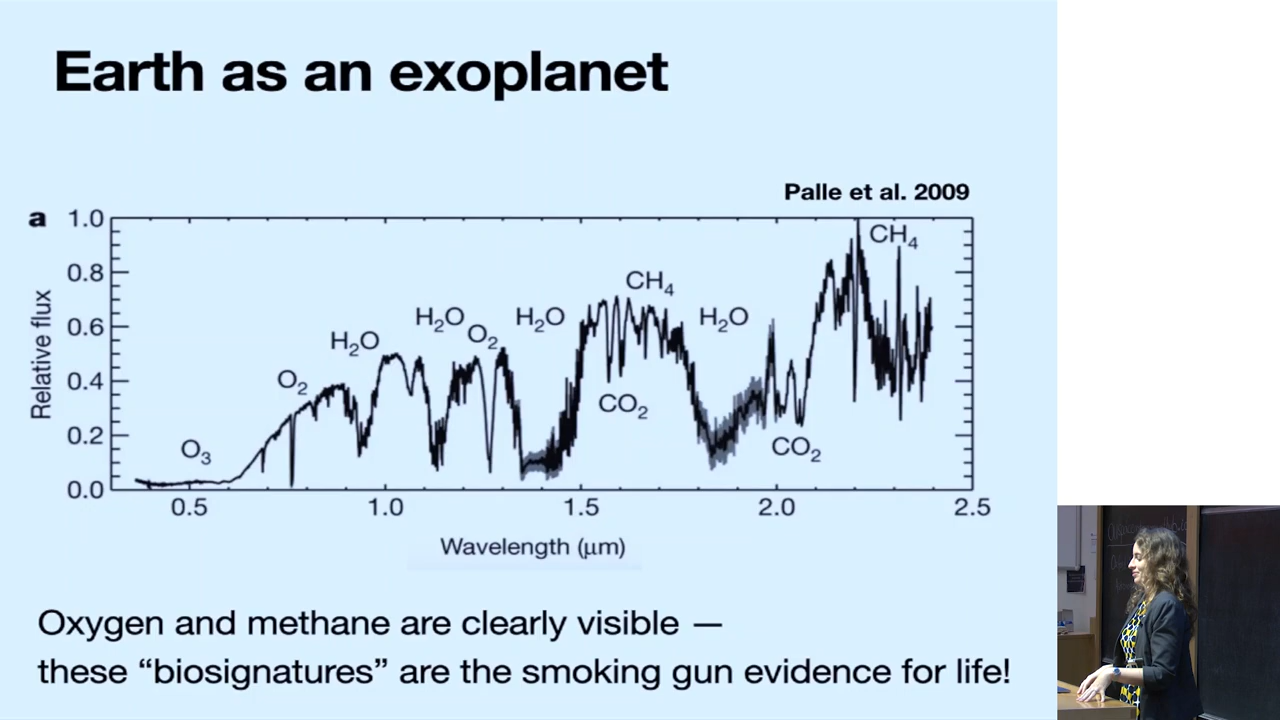 Earth as an exoplanet
Palle et al. 2009
a
1.0
0.8
0.6
0.4
0.2
0.0
Relative flux
O₃
O₂
H₂O
H₂O
O₂
H₂O
CH₄
CO₂
H₂O
CO₂
CH₄
0.5 1.0 1.5 2.0 2.5
Wavelength (μm)
Oxygen and methane are clearly visible —
these “biosignatures” are the smoking gun evidence for life!